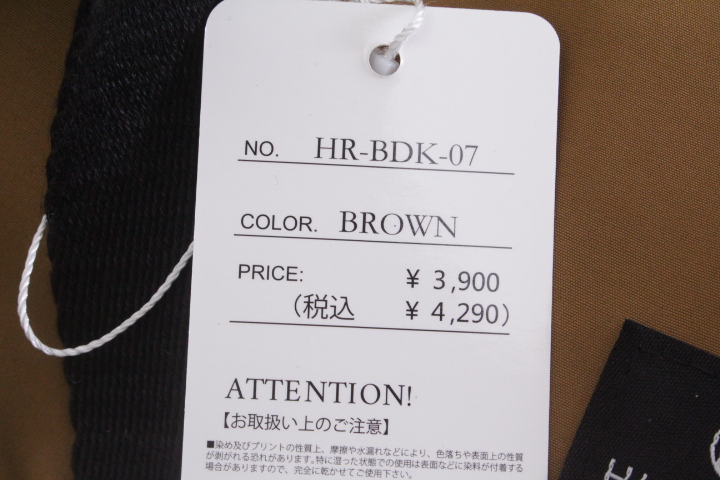 NO. HR-BDK-07
COLOR. BROWN
PRICE: ¥ 3,900
(税込 ¥ 4,290)
ATTENTION!
【お取扱い上のご注意】
■染め及びプリントの性質上、摩擦や水漏れなどにより、色落ちや表面上の性質
が剥がれる恐れがあります。特に湿った状態での使用は表面などに染料が付着する
場合がありますので、完全に乾かせてご使用下さい。